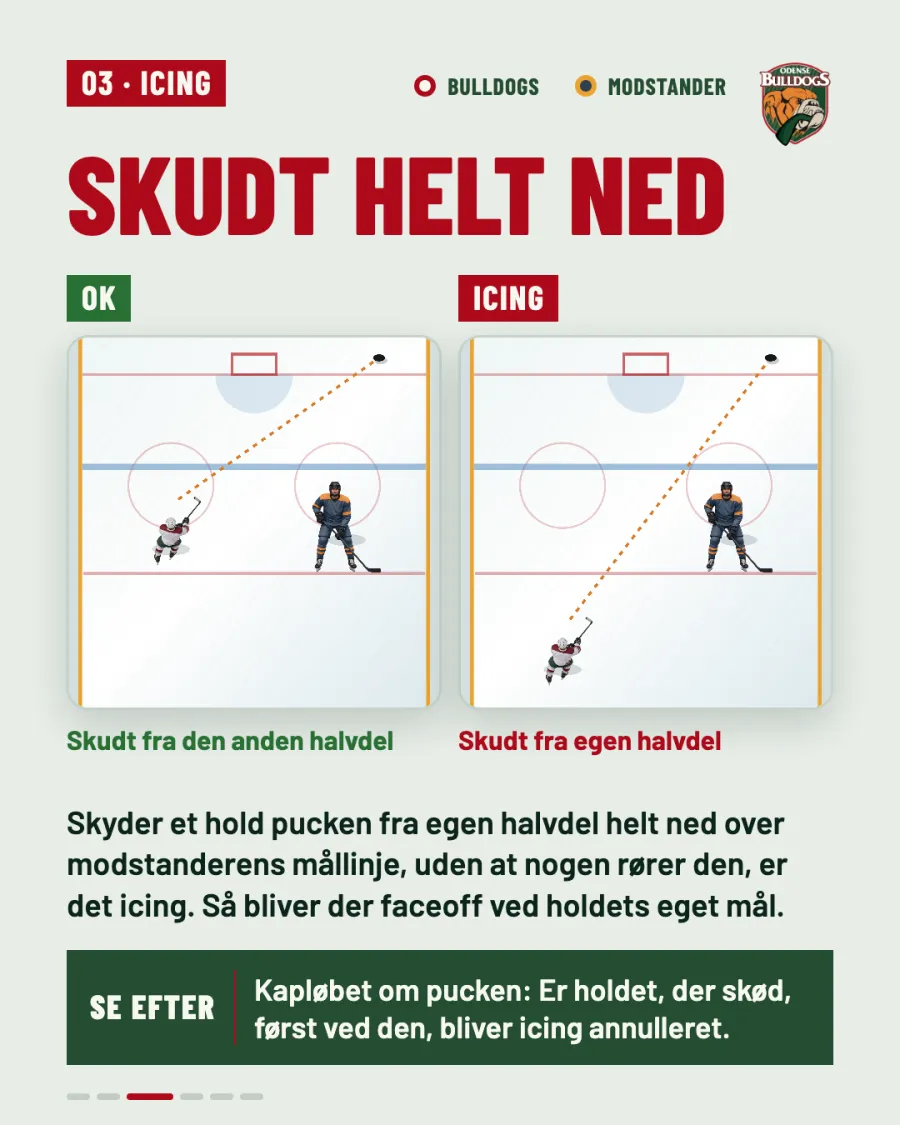 03 · ICING
BULLDOGS
MODSTANDER
ODENSE
BULLDOGS
SKUDT HELT NED
OK
ICING
Skudt fra den anden halvdel
Skudt fra egen halvdel
Skyder et hold pucken fra egen halvdel helt ned over
modstanderens mållinje, uden at nogen rører den, er
det icing. Så bliver der faceoff ved holdets eget mål.
SE EFTER
Kapløbet om pucken: Er holdet, der skød,
først ved den, bliver icing annulleret.